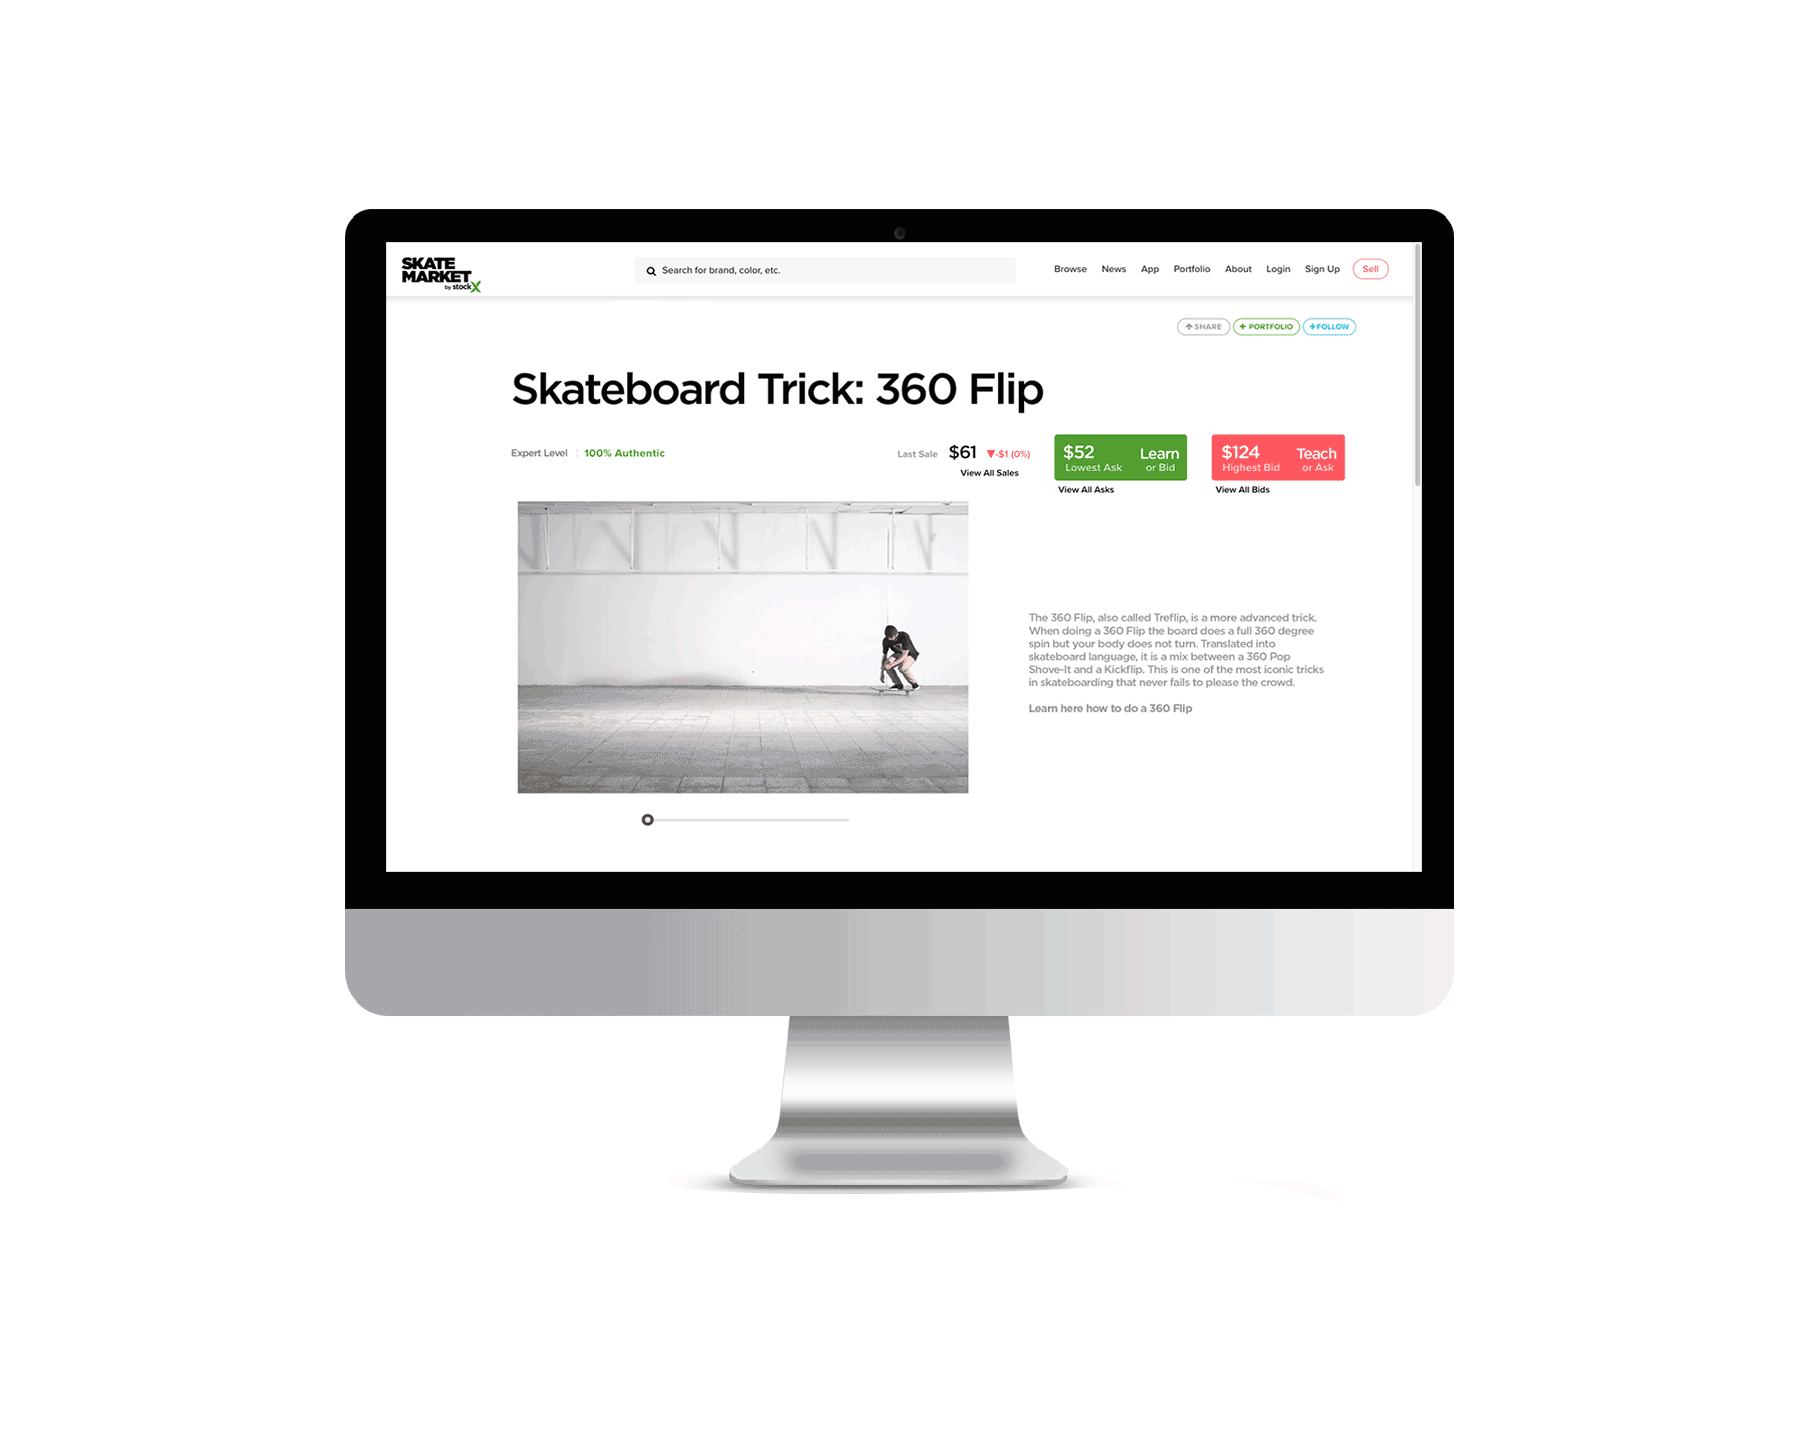 SKATE
MARKET
by stockX
Search for brand, color, etc.
Browse News App Portfolio About Login Sign Up Sell
SHARE + PORTFOLIO +FOLLOW
Skateboard Trick: 360 Flip
Expert Level 100% Authentic
Last Sale $61 ▼-$1 (0%)
View All Sales
$52 Learn
Lowest Ask or Bid
View All Asks
$124 Teach
Highest Bid or Ask
View All Bids
The 360 Flip, also called Treflip, is a more advanced trick.
When doing a 360 Flip the board does a full 360 degree
spin but your body does not turn. Translated into
skateboard language, it is a mix between a 360 Pop
Shove-It and a Kickflip. This is one of the most iconic tricks
in skateboarding that never fails to please the crowd.
Learn here how to do a 360 Flip